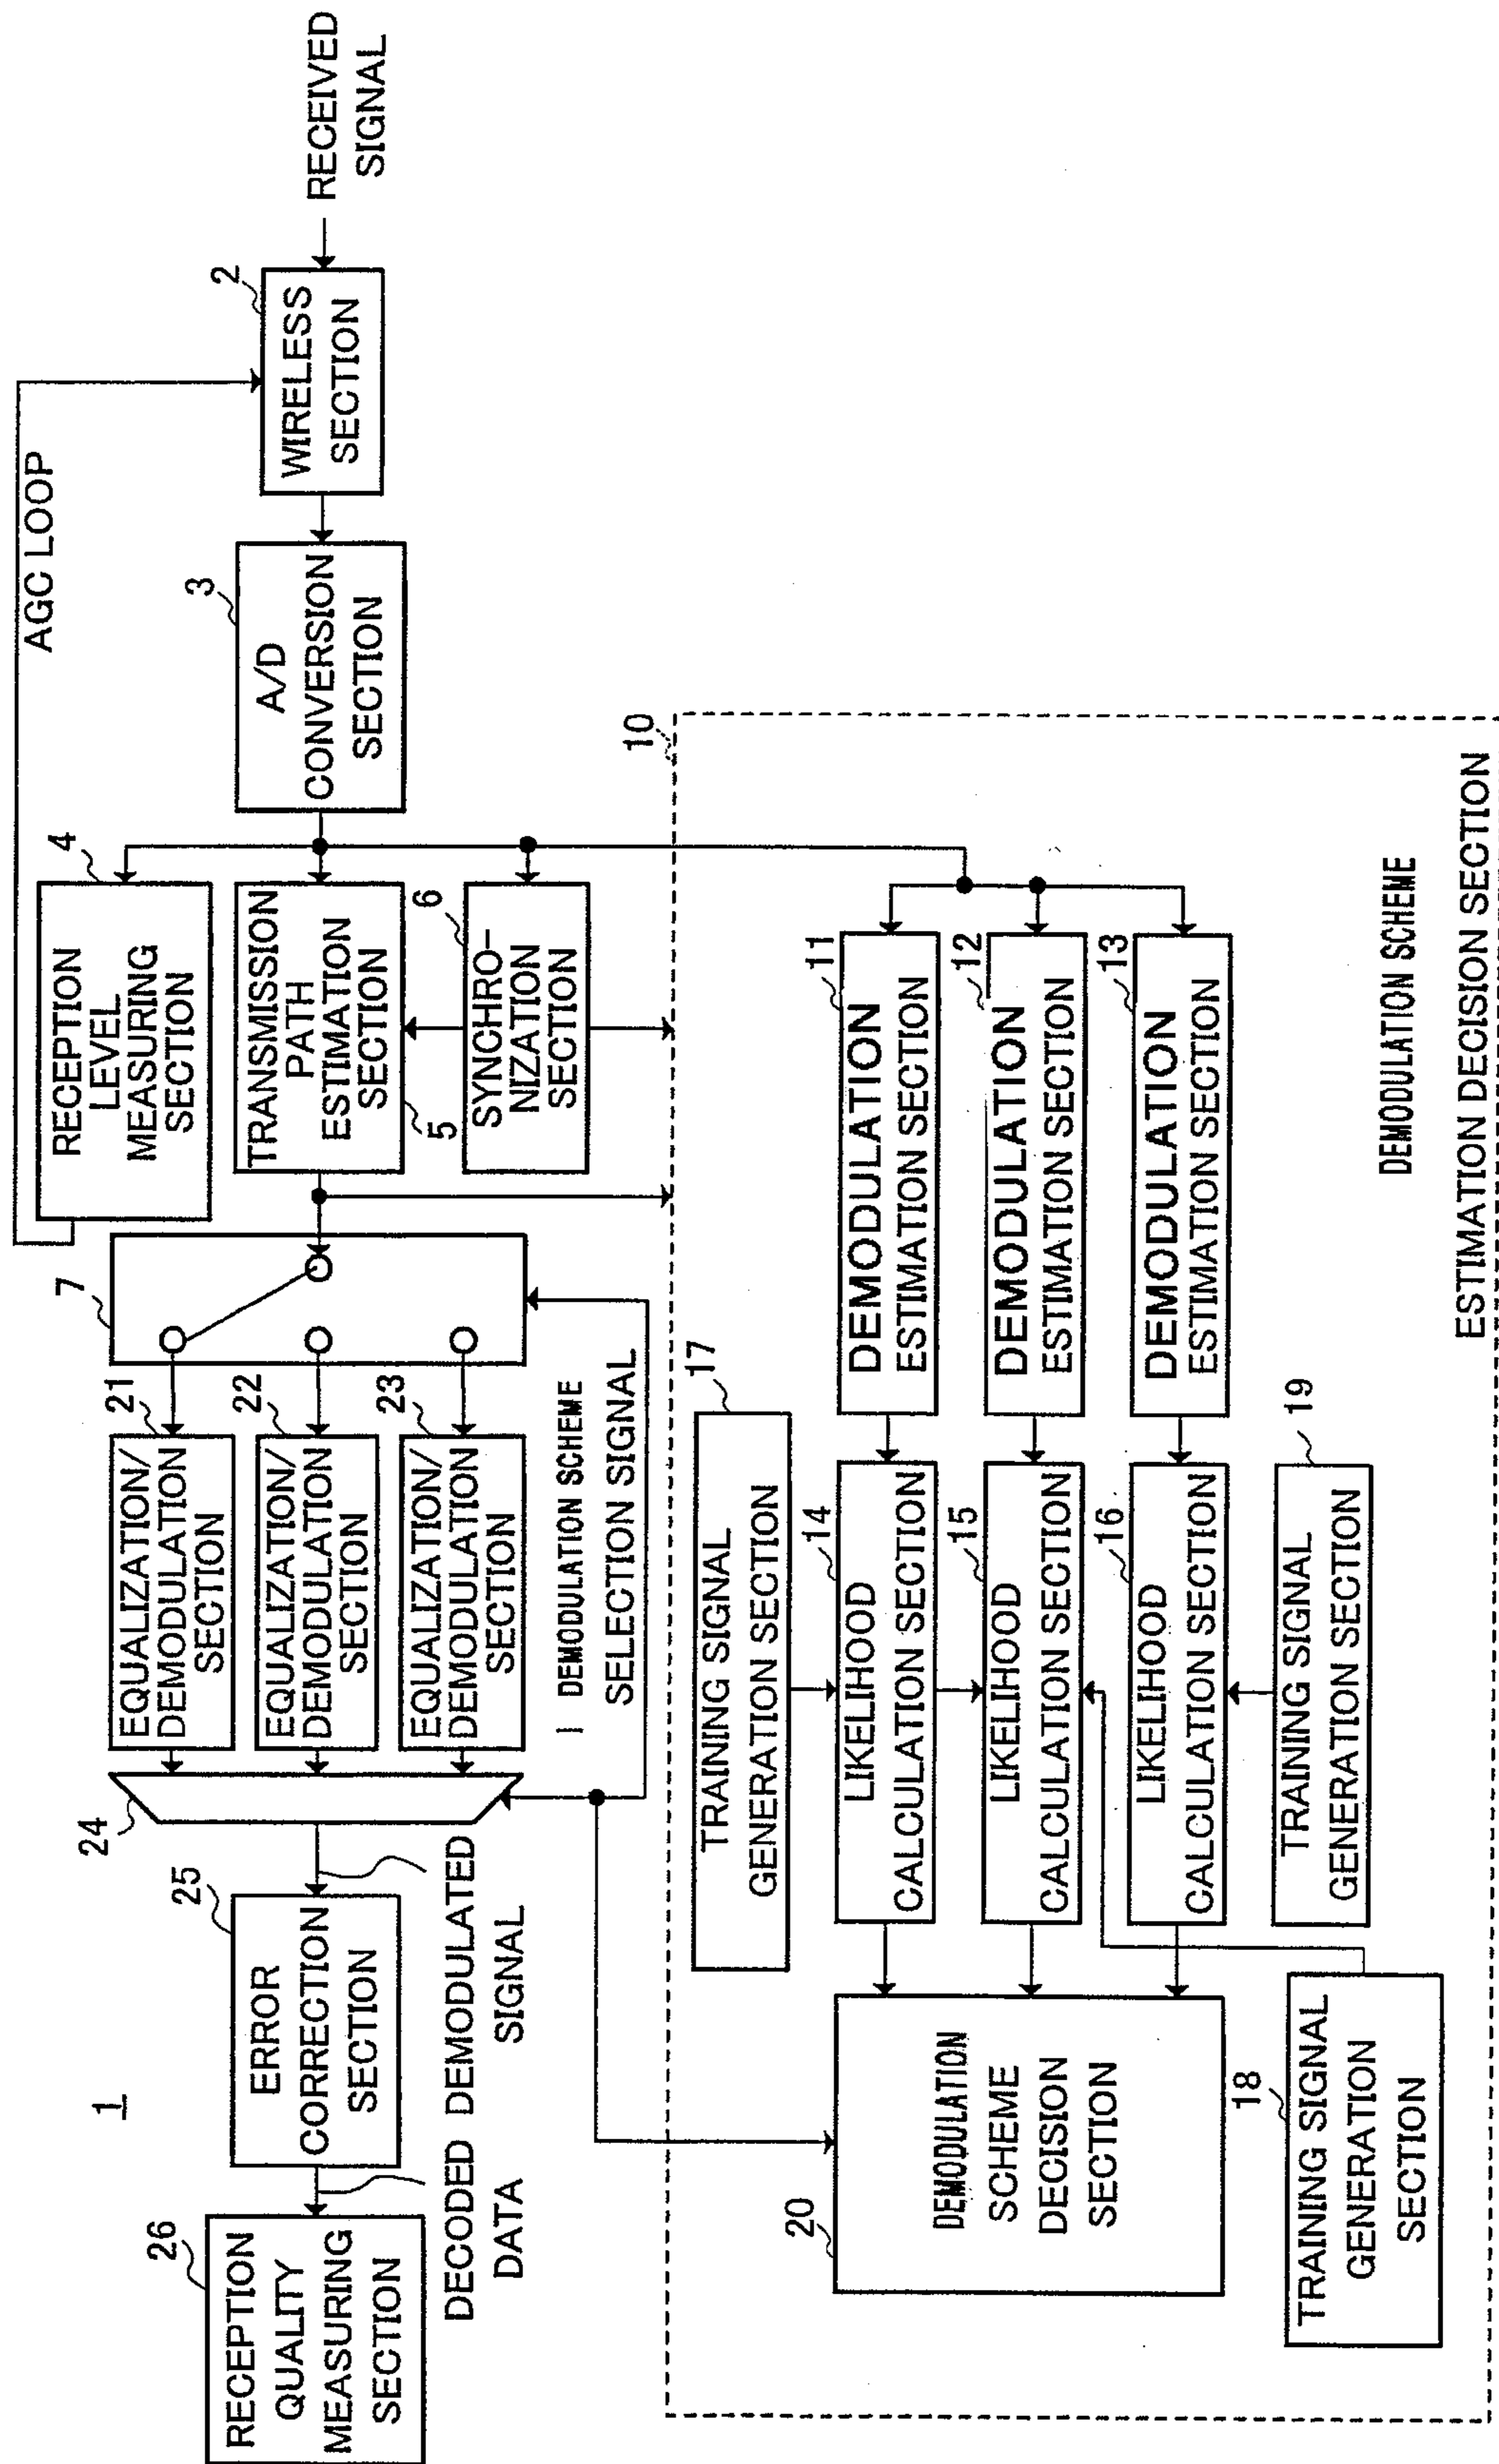 1
26
RECEPTION
QUALITY
MEASURING
SECTION
DECODED
DATA
25
ERROR
CORRECTION
SECTION
DEMODULATED
SIGNAL
24
21
EQUALIZATION/
DEMODULATION
SECTION
22
EQUALIZATION/
DEMODULATION
SECTION
23
EQUALIZATION/
DEMODULATION
SECTION
DEMODULATION SCHEME
SELECTION SIGNAL
7
4
RECEPTION
LEVEL
MEASURING
SECTION
TRANSMISSION
PATH
ESTIMATION
SECTION
5
6
SYNCHRO-
NIZATION
SECTION
AGC LOOP
3
A/D
CONVERSION
SECTION
2
WIRELESS
SECTION
RECEIVED
SIGNAL
10
20
DEMODULATION
SCHEME
DECISION
SECTION
17
TRAINING SIGNAL
GENERATION SECTION
14
LIKELIHOOD
CALCULATION SECTION
15
LIKELIHOOD
CALCULATION SECTION
16
LIKELIHOOD
CALCULATION SECTION
11
DEMODULATION
ESTIMATION SECTION
12
DEMODULATION
ESTIMATION SECTION
13
DEMODULATION
ESTIMATION SECTION
18
TRAINING SIGNAL
GENERATION
SECTION
19
TRAINING SIGNAL
GENERATION SECTION
DEMODULATION SCHEME
ESTIMATION DECISION SECTION